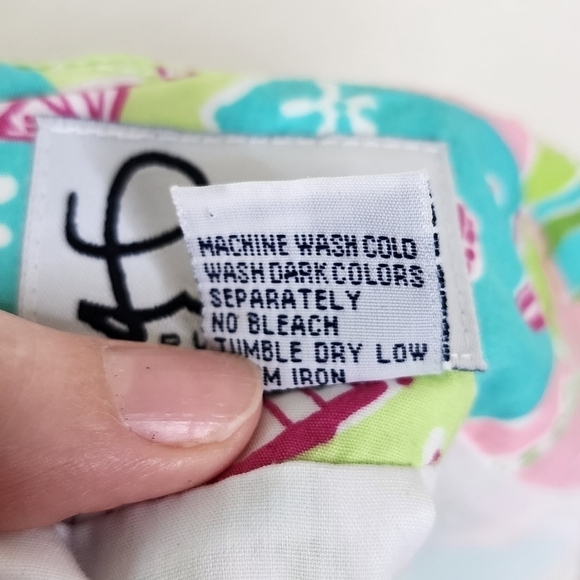 MACHINE WASH COLD
WASH DARK COLORS
SEPARATELY
NO BLEACH
TUMBLE DRY LOW
IRON